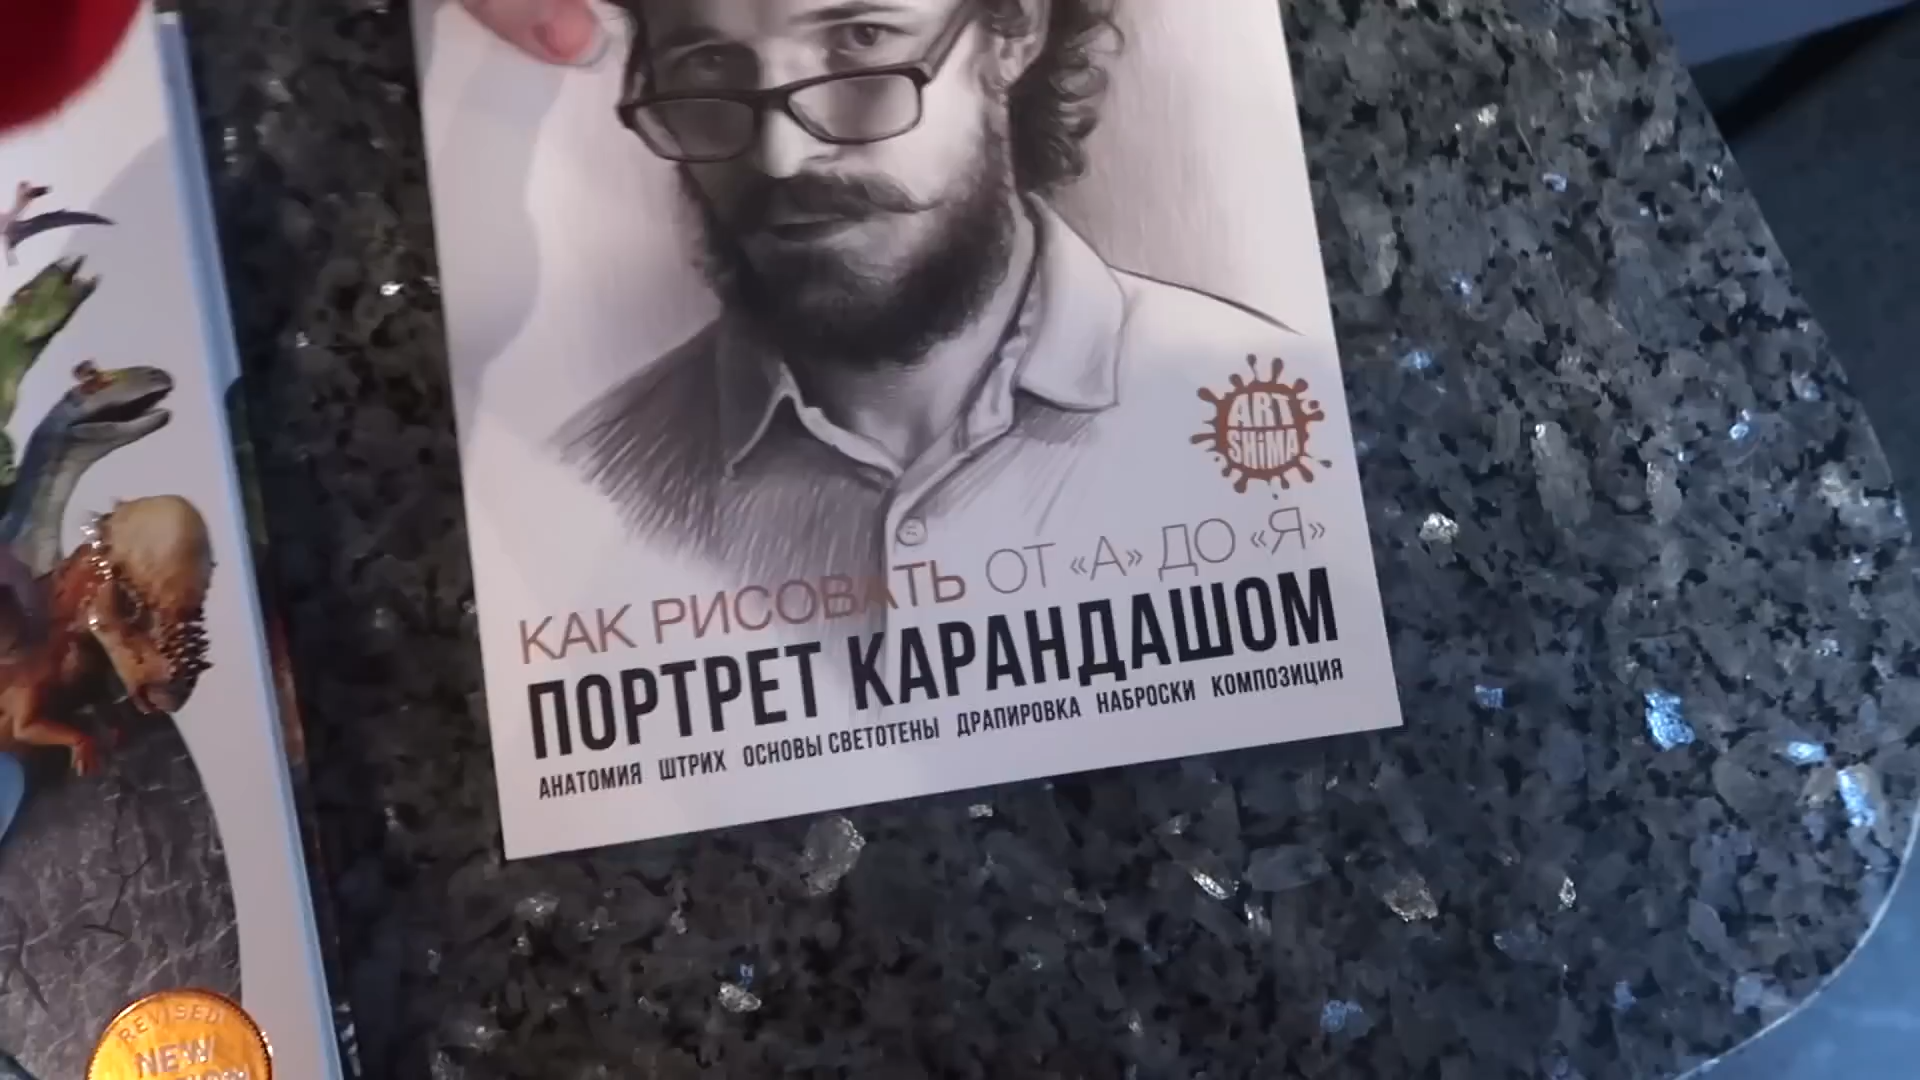 ART
SHiMA
КАК РИСОВАТЬ ОТ «А» ДО «Я»
ПОРТРЕТ КАРАНДАШОМ
АНАТОМИЯ ШТРИХ ОСНОВЫ СВЕТОТЕНЫ ДРАПИРОВКА НАБРОСКИ КОМПОЗИЦИЯ
REVISED
NEW